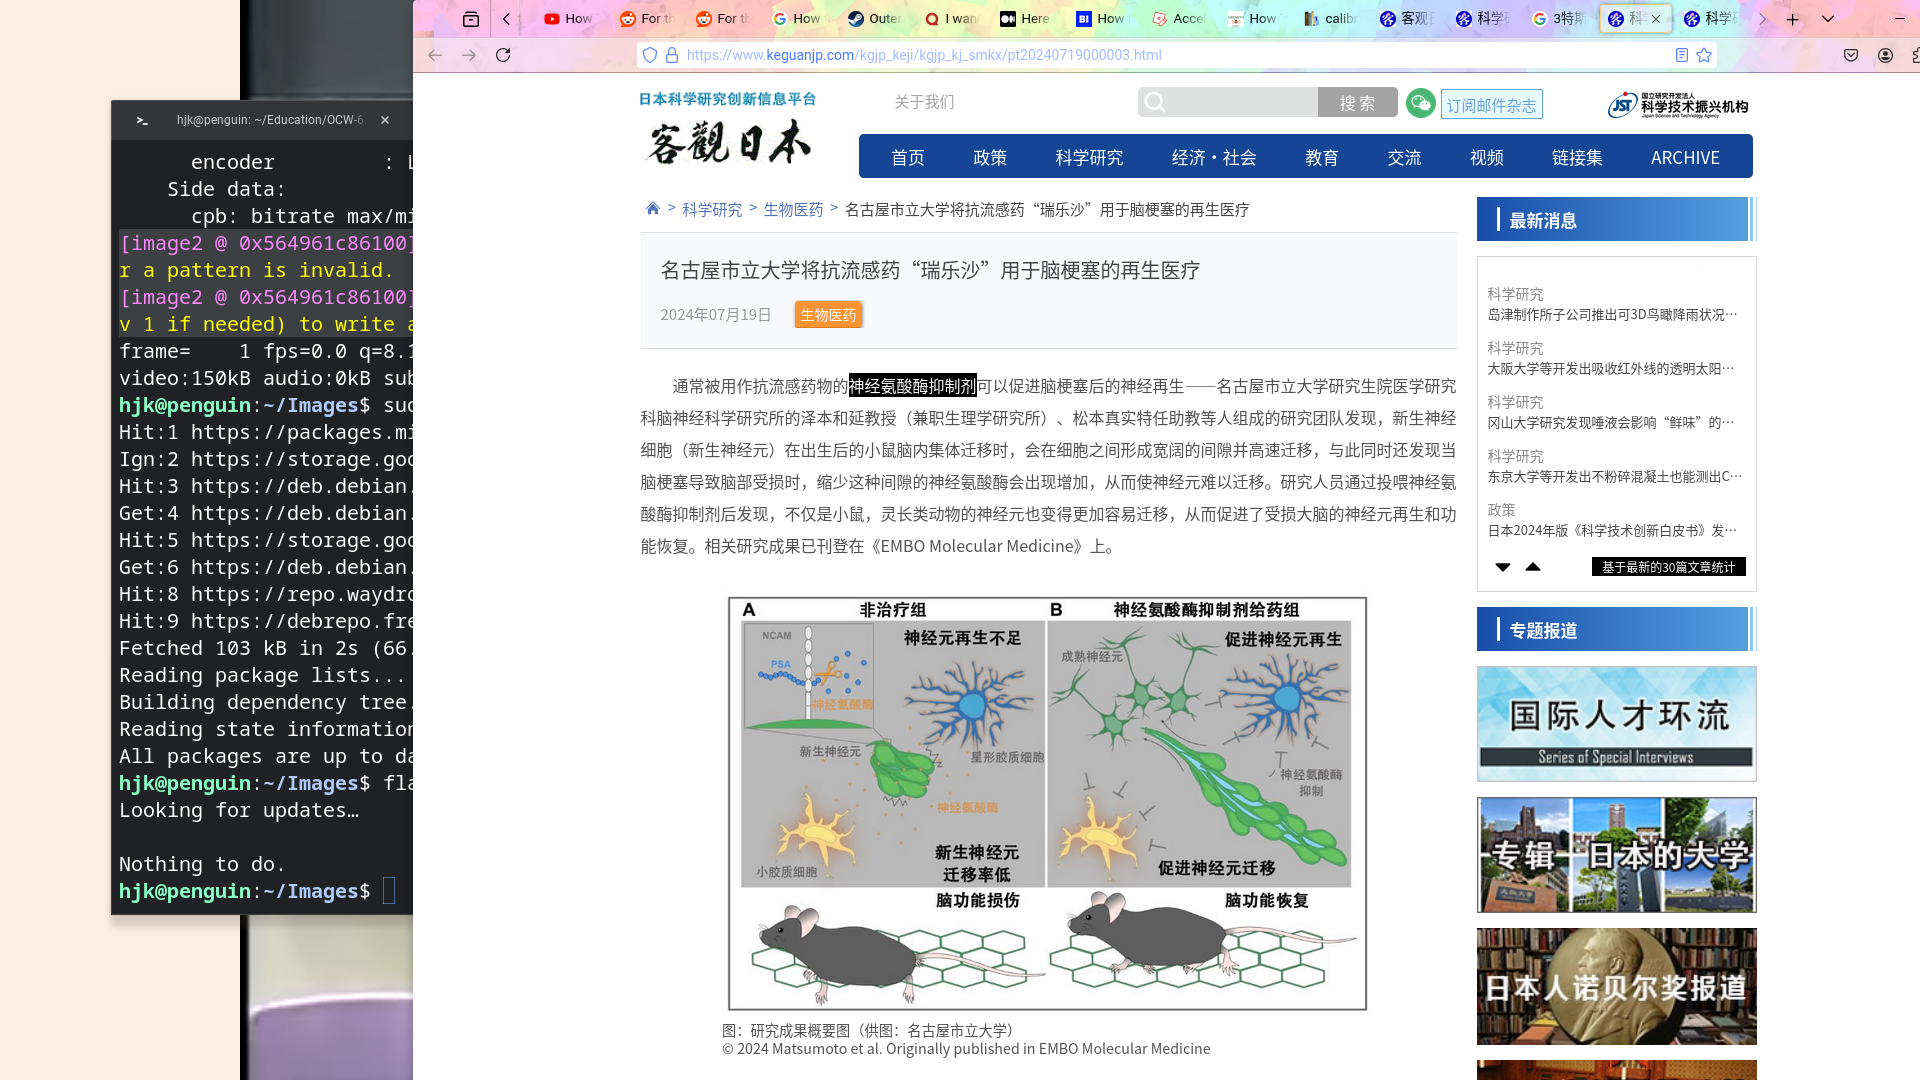 How
For th
For th
How
Outer
I wan
Here
How
Accel
How
calibr
客观日
科学研
3特斯
科学
科学研
https://www.keguanjp.com/kgjp_keji/kgjp_kj_smkx/pt20240719000003.html
hjk@penguin: ~/Education/OCW-6
encoder : L
Side data:
cpb: bitrate max/mi
[image2 @ 0x564961c86100]
r a pattern is invalid.
[image2 @ 0x564961c86100]
v 1 if needed) to write a
frame= 1 fps=0.0 q=8.1
video:150kB audio:0kB sub
hjk@penguin:~/Images$ sud
Hit:1 https://packages.mi
Ign:2 https://storage.goo
Hit:3 https://deb.debian.
Get:4 https://deb.debian.
Hit:5 https://storage.goo
Get:6 https://deb.debian.
Hit:8 https://repo.waydro
Hit:9 https://debrepo.fre
Fetched 103 kB in 2s (66.
Reading package lists...
Building dependency tree.
Reading state information
All packages are up to da
hjk@penguin:~/Images$ fla
Looking for updates…
Nothing to do.
hjk@penguin:~/Images$
日本科学研究创新信息平台
客觀日本
关于我们
搜 索
订阅邮件杂志
JST 国立研究开发法人
科学技术振兴机构
Japan Science and Technology Agency
首页 政策 科学研究 经济・社会 教育 交流 视频 链接集 ARCHIVE
> 科学研究 > 生物医药 > 名古屋市立大学将抗流感药“瑞乐沙”用于脑梗塞的再生医疗
名古屋市立大学将抗流感药“瑞乐沙”用于脑梗塞的再生医疗
2024年07月19日 生物医药
通常被用作抗流感药物的神经氨酸酶抑制剂可以促进脑梗塞后的神经再生——名古屋市立大学研究生院医学研究
科脑神经科学研究所的泽本和延教授（兼职生理学研究所）、松本真实特任助教等人组成的研究团队发现，新生神经
细胞（新生神经元）在出生后的小鼠脑内集体迁移时，会在细胞之间形成宽阔的间隙并高速迁移，与此同时还发现当
脑梗塞导致脑部受损时，缩少这种间隙的神经氨酸酶会出现增加，从而使神经元难以迁移。研究人员通过投喂神经氨
酸酶抑制剂后发现，不仅是小鼠，灵长类动物的神经元也变得更加容易迁移，从而促进了受损大脑的神经元再生和功
能恢复。相关研究成果已刊登在《EMBO Molecular Medicine》上。
A 非治疗组
NCAM
PSA
神经氨酸酶
神经元再生不足
新生神经元
星形胶质细胞
神经氨酸酶
小胶质细胞
新生神经元
迁移率低
脑功能损伤
B 神经氨酸酶抑制剂给药组
成熟神经元
促进神经元再生
神经氨酸酶
抑制
促进神经元迁移
脑功能恢复
图：研究成果概要图（供图：名古屋市立大学）
© 2024 Matsumoto et al. Originally published in EMBO Molecular Medicine
最新消息
科学研究
岛津制作所子公司推出可3D鸟瞰降雨状况…
科学研究
大阪大学等开发出吸收红外线的透明太阳…
科学研究
冈山大学研究发现唾液会影响“鲜味”的…
科学研究
东京大学等开发出不粉碎混凝土也能测出C…
政策
日本2024年版《科学技术创新白皮书》发…
基于最新的30篇文章统计
专题报道
国际人才环流
Series of Special Interviews
专辑—日本的大学
日本人诺贝尔奖报道